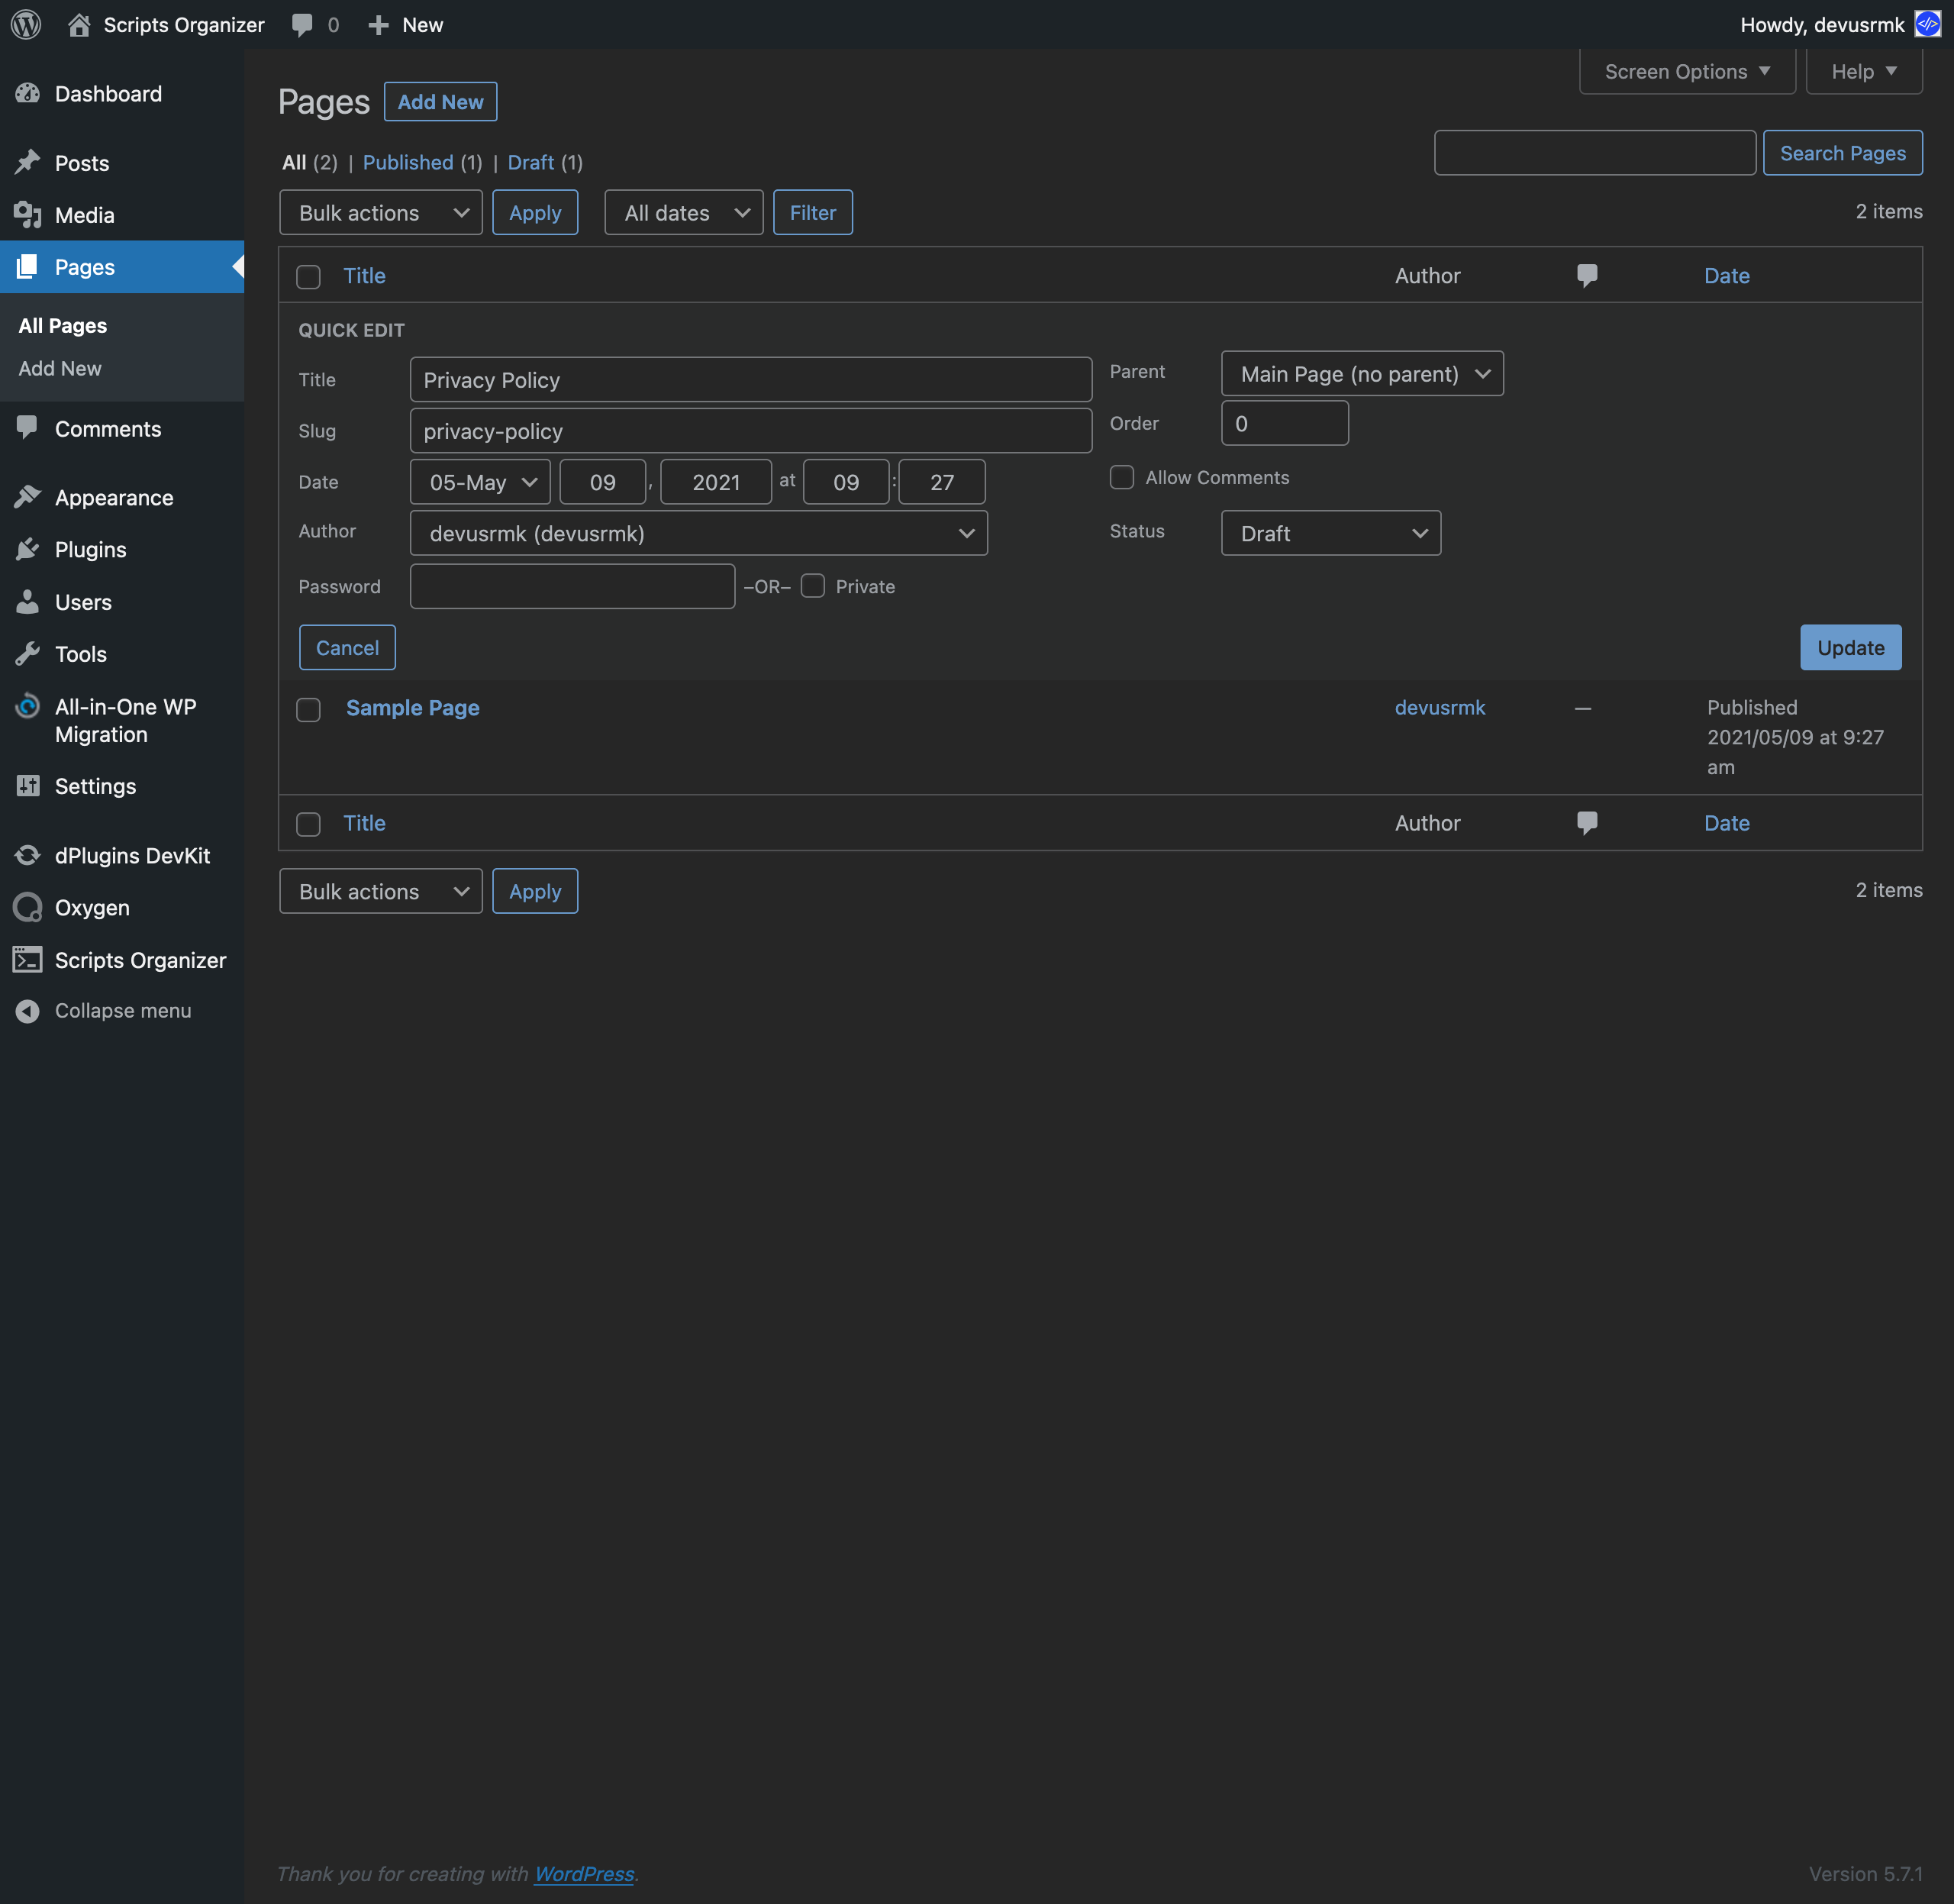 Scripts Organizer 0 New Howdy, devusrmk
Screen Options Help
Dashboard
Posts
Media
Pages
All Pages
Add New
Comments
Appearance
Plugins
Users
Tools
All-in-One WP
Migration
Settings
dPlugins DevKit
Oxygen
Scripts Organizer
Collapse menu
Pages Add New
All (2) | Published (1) | Draft (1)
Search Pages
Bulk actions Apply All dates Filter 2 items
Title Author Date
QUICK EDIT
Title Privacy Policy
Slug privacy-policy
Date 05-May 09 , 2021 at 09 : 27
Author devusrmk (devusrmk)
Password –OR– Private
Parent Main Page (no parent)
Order 0
Allow Comments
Status Draft
Cancel Update
Sample Page devusrmk — Published
2021/05/09 at 9:27
am
Title Author Date
Bulk actions Apply 2 items
Thank you for creating with WordPress. Version 5.7.1